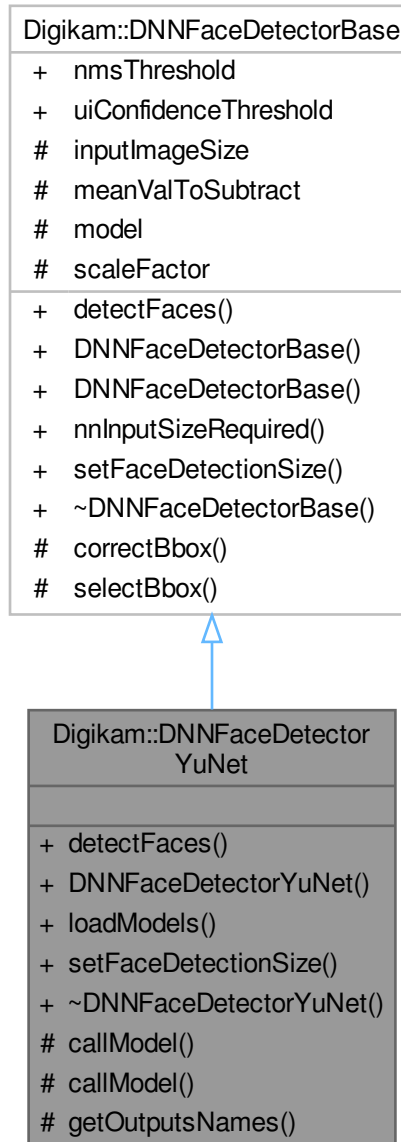 Digikam::DNNFaceDetectorBase
+ nmsThreshold
+ uiConfidenceThreshold
# inputImageSize
# meanValToSubtract
# model
# scaleFactor
+ detectFaces()
+ DNNFaceDetectorBase()
+ DNNFaceDetectorBase()
+ nnInputSizeRequired()
+ setFaceDetectionSize()
+ ~DNNFaceDetectorBase()
# correctBbox()
# selectBbox()
Digikam::DNNFaceDetector
YuNet
+ detectFaces()
+ DNNFaceDetectorYuNet()
+ loadModels()
+ setFaceDetectionSize()
+ ~DNNFaceDetectorYuNet()
# callModel()
# callModel()
# getOutputsNames()